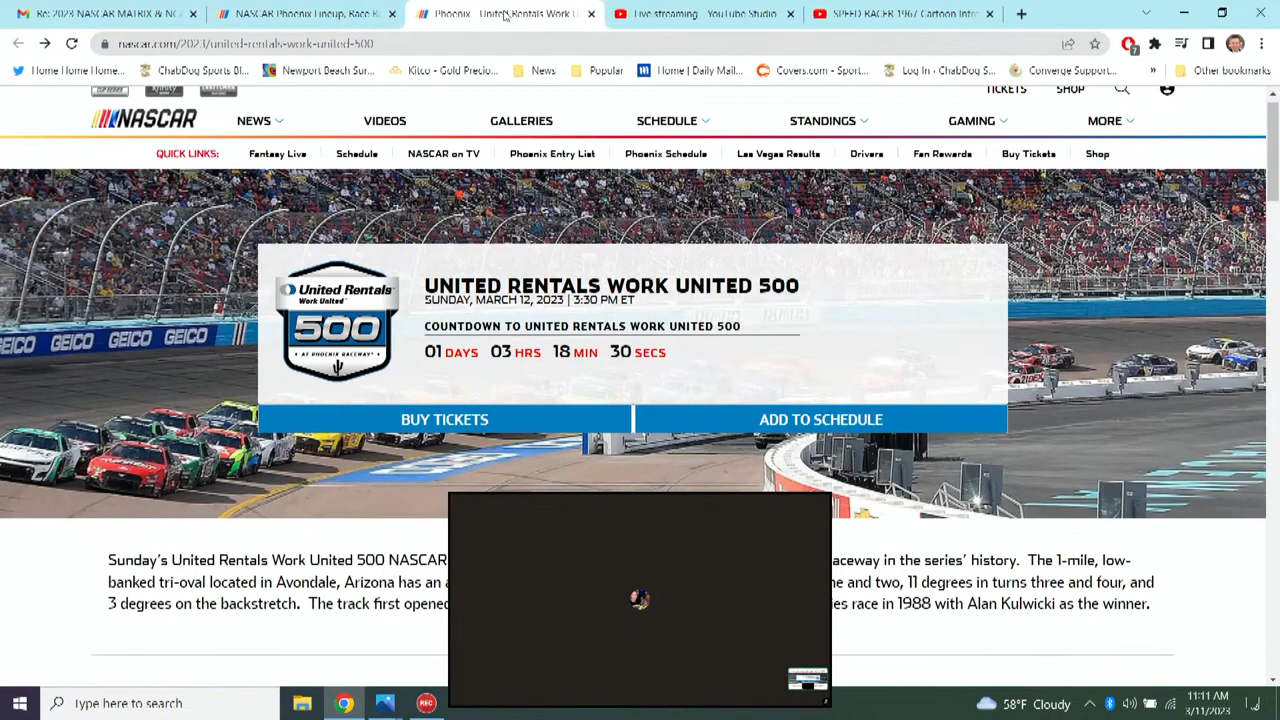 Re: 2023 NASCAR MATRIX & NC
NASCAR Phoenix Lineup, Race R
Phoenix - United Rentals Work U
Live streaming - YouTube Studio
SPEED RACER 1967 Cartoon Intr
nascar.com/2023/united-rentals-work-united-500
7
Home Home Home...
ChabDog Sports Bl...
Newport Beach Sur...
Kitco - Gold Precio...
News
Popular
Home | Daily Mail...
Covers.com - Sport...
Log In ‹ ChabDog S...
Converge Support...
»
Other bookmarks
TICKETS
SHOP
NASCAR
NEWS
VIDEOS
GALLERIES
SCHEDULE
STANDINGS
GAMING
MORE
QUICK LINKS:
Fantasy Live
Schedule
NASCAR on TV
Phoenix Entry List
Phoenix Schedule
Las Vegas Results
Drivers
Fan Rewards
Buy Tickets
Shop
United Rentals
Work United
500
AT PHOENIX RACEWAY
UNITED RENTALS WORK UNITED 500
SUNDAY, MARCH 12, 2023 | 3:30 PM ET
COUNTDOWN TO UNITED RENTALS WORK UNITED 500
01 DAYS 03 HRS 18 MIN 30 SECS
GEICO GEICO GEICO GEICO
BUY TICKETS
ADD TO SCHEDULE
Sunday's United Rentals Work United 500 NASCAR aceway in the series' history. The 1-mile, low-
banked tri-oval located in Avondale, Arizona has an ne and two, 11 degrees in turns three and four, and
3 degrees on the backstretch. The track first opened es race in 1988 with Alan Kulwicki as the winner.
Type here to search
REC
58°F Cloudy
11:11 AM
3/11/2023